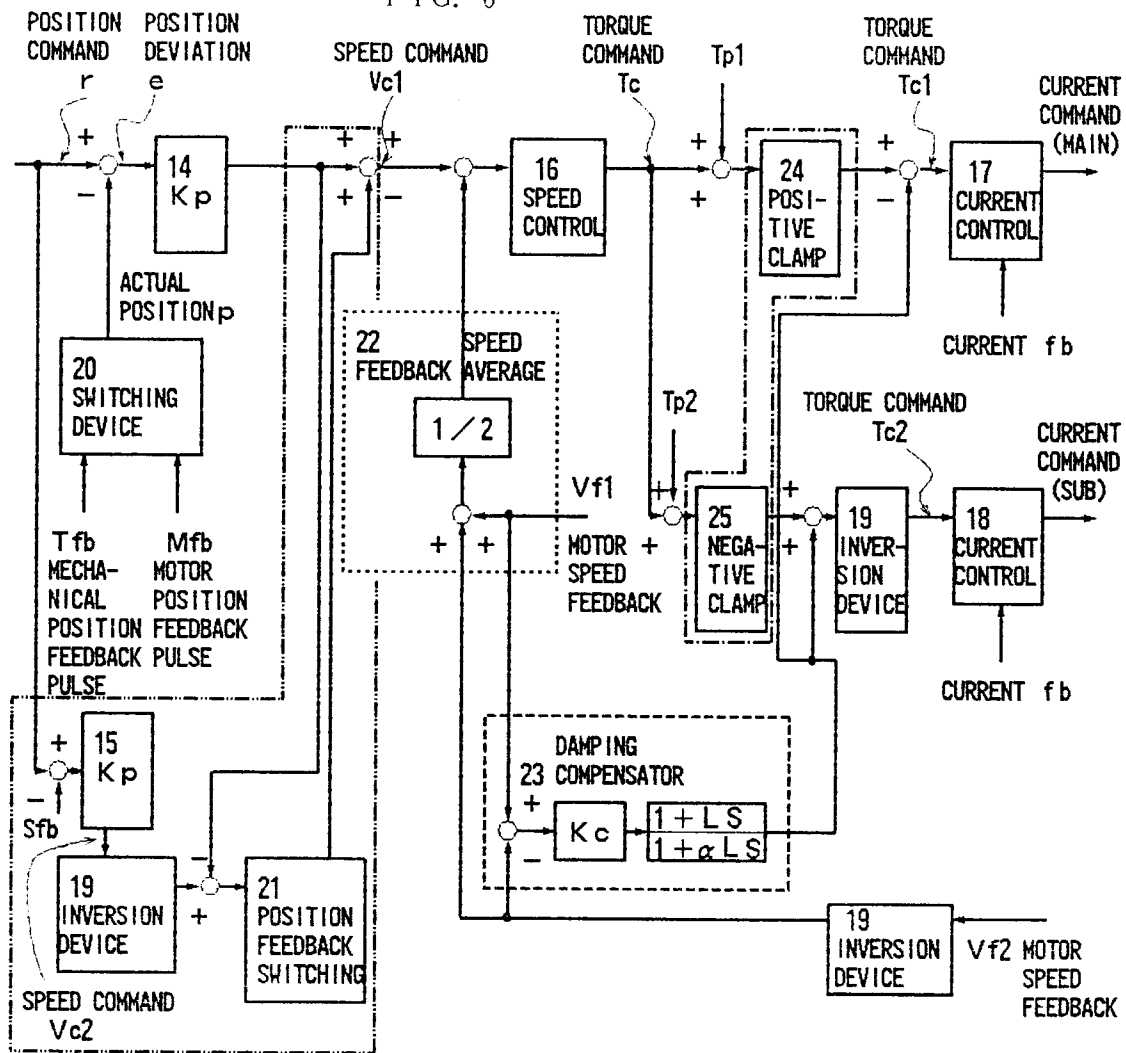 FIG. 6
POSITION
COMMAND
r
POSITION
DEVIATION
e
SPEED COMMAND
Vc1
TORQUE
COMMAND
Tc
Tp1
TORQUE
COMMAND
Tc1
CURRENT
COMMAND
(MAIN)
+
-
14
Kp
+
+
+
-
16
SPEED
CONTROL
+
+
24
POSI-
TIVE
CLAMP
+
-
17
CURRENT
CONTROL
ACTUAL
POSITION p
CURRENT fb
20
SWITCHING
DEVICE
22 SPEED
FEEDBACK AVERAGE
1/2
Tp2
TORQUE COMMAND
Tc2
CURRENT
COMMAND
(SUB)
Vf1
MOTOR
SPEED
FEEDBACK
+
+
+
+
25
NEGA-
TIVE
CLAMP
+
+
19
INVER-
SION
DEVICE
18
CURRENT
CONTROL
CURRENT fb
Tfb
MECHA-
NICAL
POSITION
FEEDBACK
PULSE
Mfb
MOTOR
POSITION
FEEDBACK
PULSE
+
-
Sfb
15
Kp
DAMPING
23 COMPENSATOR
+
-
Kc
1+LS
1+αLS
19
INVERSION
DEVICE
-
+
21
POSITION
FEEDBACK
SWITCHING
SPEED COMMAND
Vc2
19
INVERSION
DEVICE
Vf2 MOTOR
SPEED
FEEDBACK